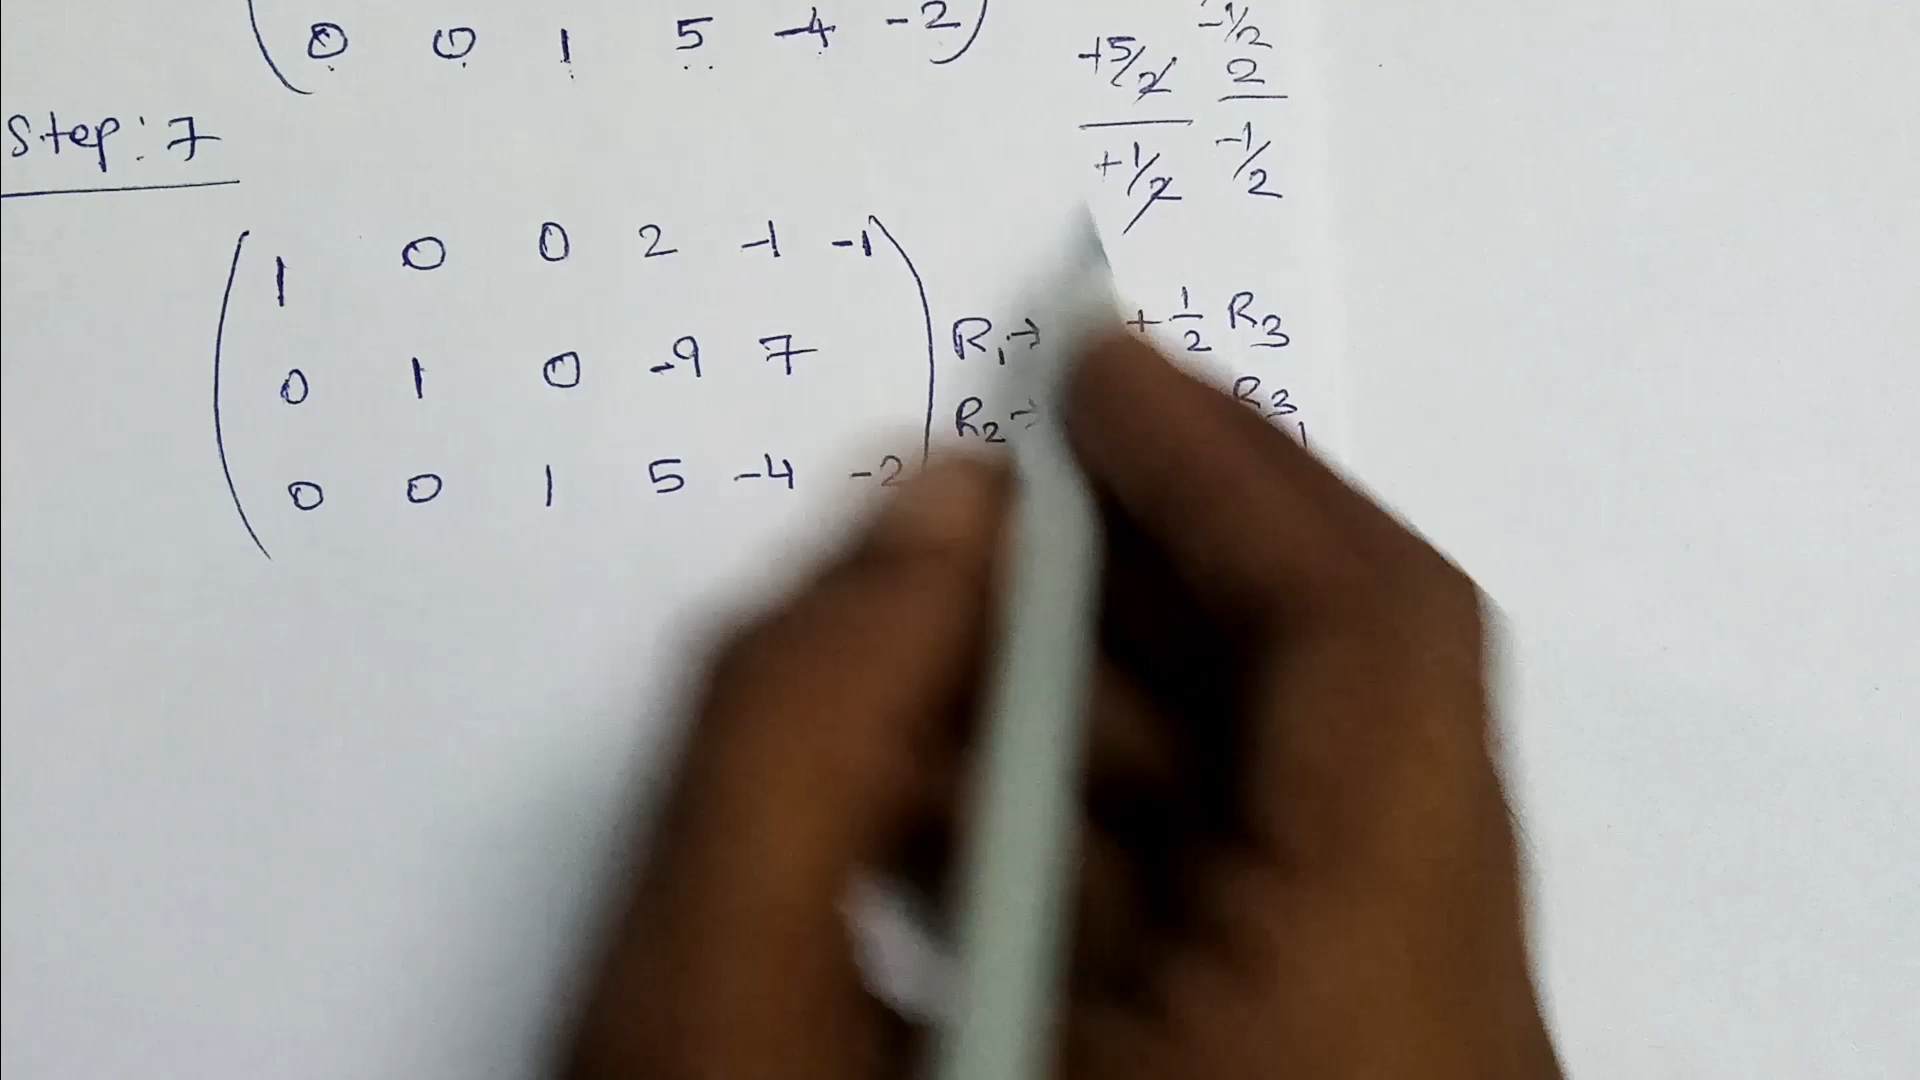 0 0 1 5 -4 -2
+5/2 -1/2
2
Step: 7
+1/2 -1/2
1 0 0 2 -1 -1
R1→ + 1/2 R3
0 1 0 -9 7
R2→ R3
0 0 1 5 -4 -2